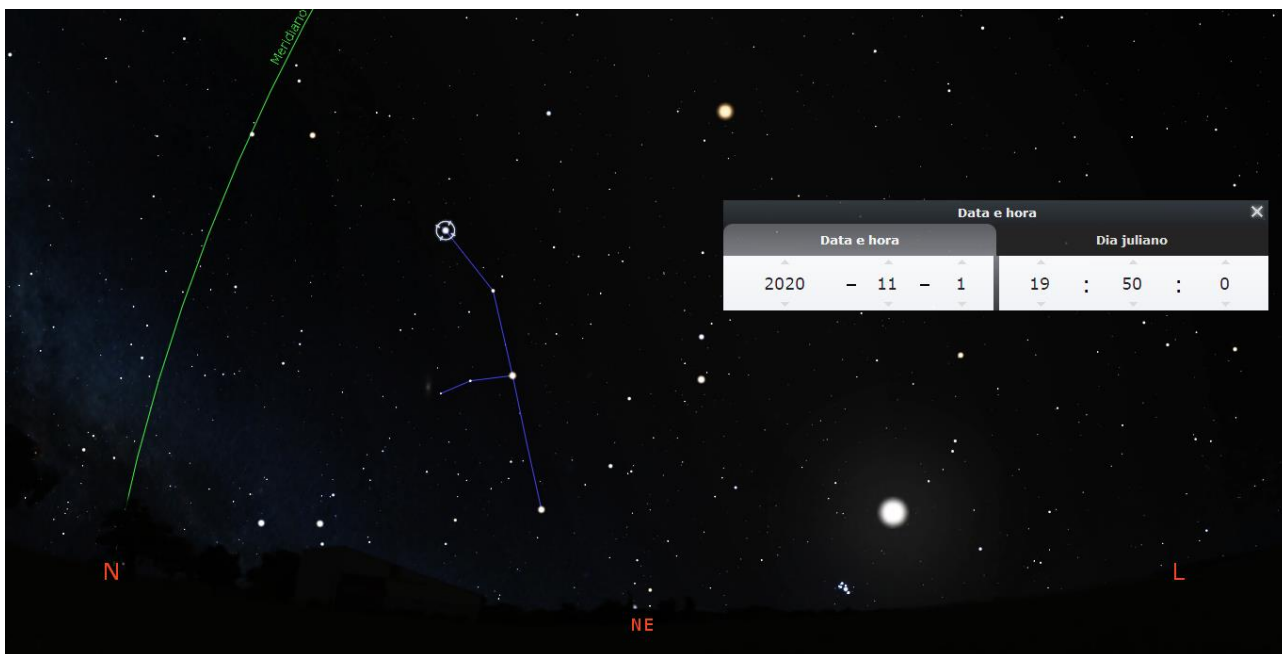 Meridiano
Data e hora
Data e hora Dia juliano
2020 – 11 – 1 19 : 50 : 0
N
L
NE